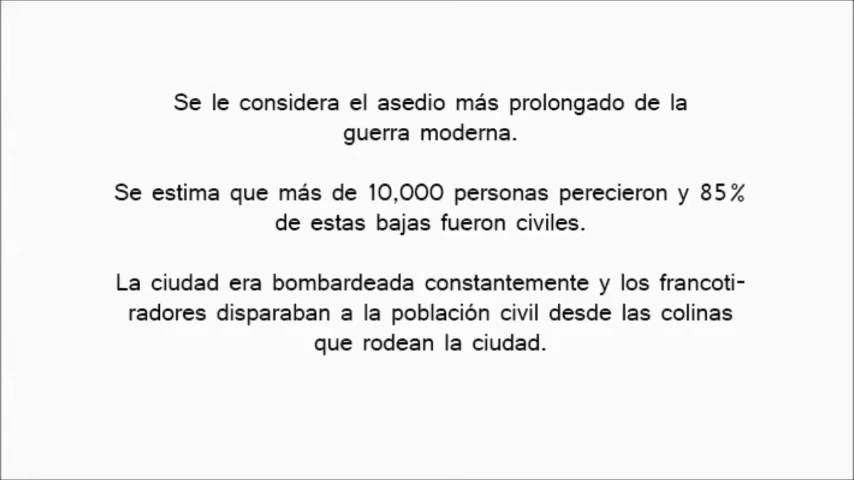 Se le considera el asedio más prolongado de la
guerra moderna.
Se estima que más de 10,000 personas perecieron y 85%
de estas bajas fueron civiles.
La ciudad era bombardeada constantemente y los francoti-
radores disparaban a la población civil desde las colinas
que rodean la ciudad.